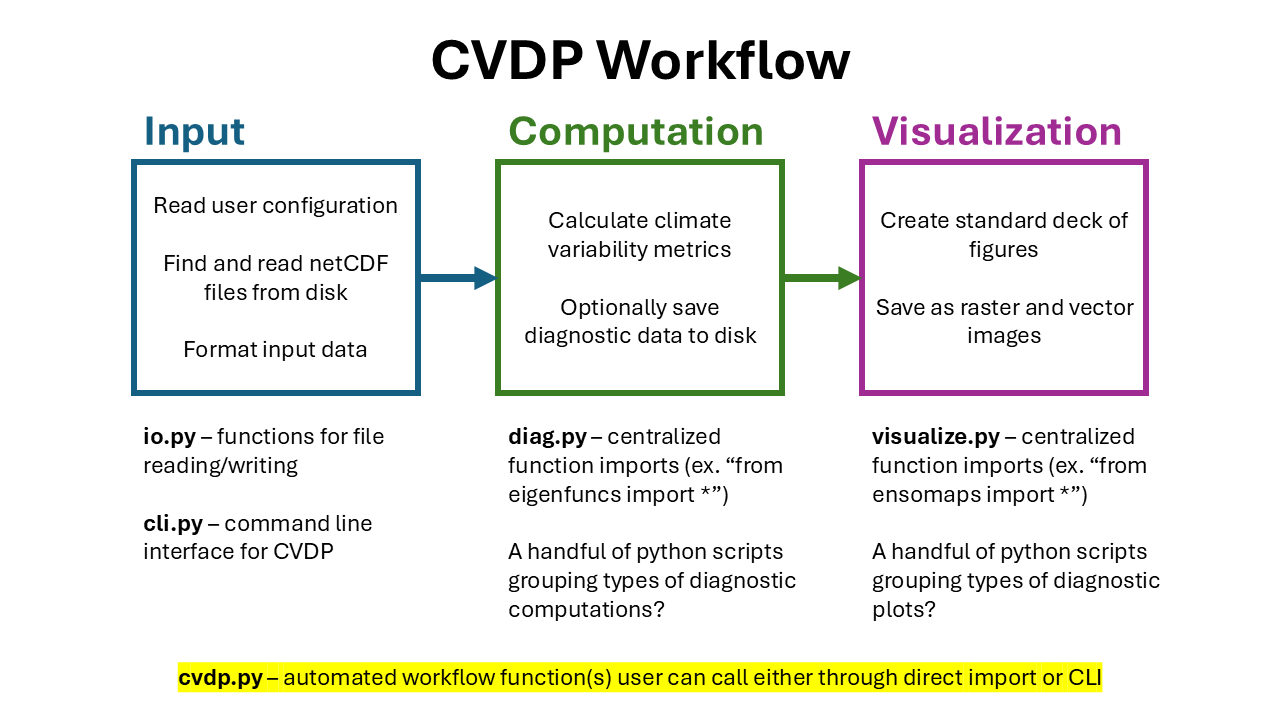 CVDP Workflow
Input
Read user configuration
Find and read netCDF
files from disk
Format input data
io.py – functions for file
reading/writing
cli.py – command line
interface for CVDP
Computation
Calculate climate
variability metrics
Optionally save
diagnostic data to disk
diag.py – centralized
function imports (ex. “from
eigenfuncs import *”)
A handful of python scripts
grouping types of diagnostic
computations?
Visualization
Create standard deck of
figures
Save as raster and vector
images
visualize.py – centralized
function imports (ex. “from
ensomaps import *”)
A handful of python scripts
grouping types of diagnostic
plots?
cvdp.py – automated workflow function(s) user can call either through direct import or CLI